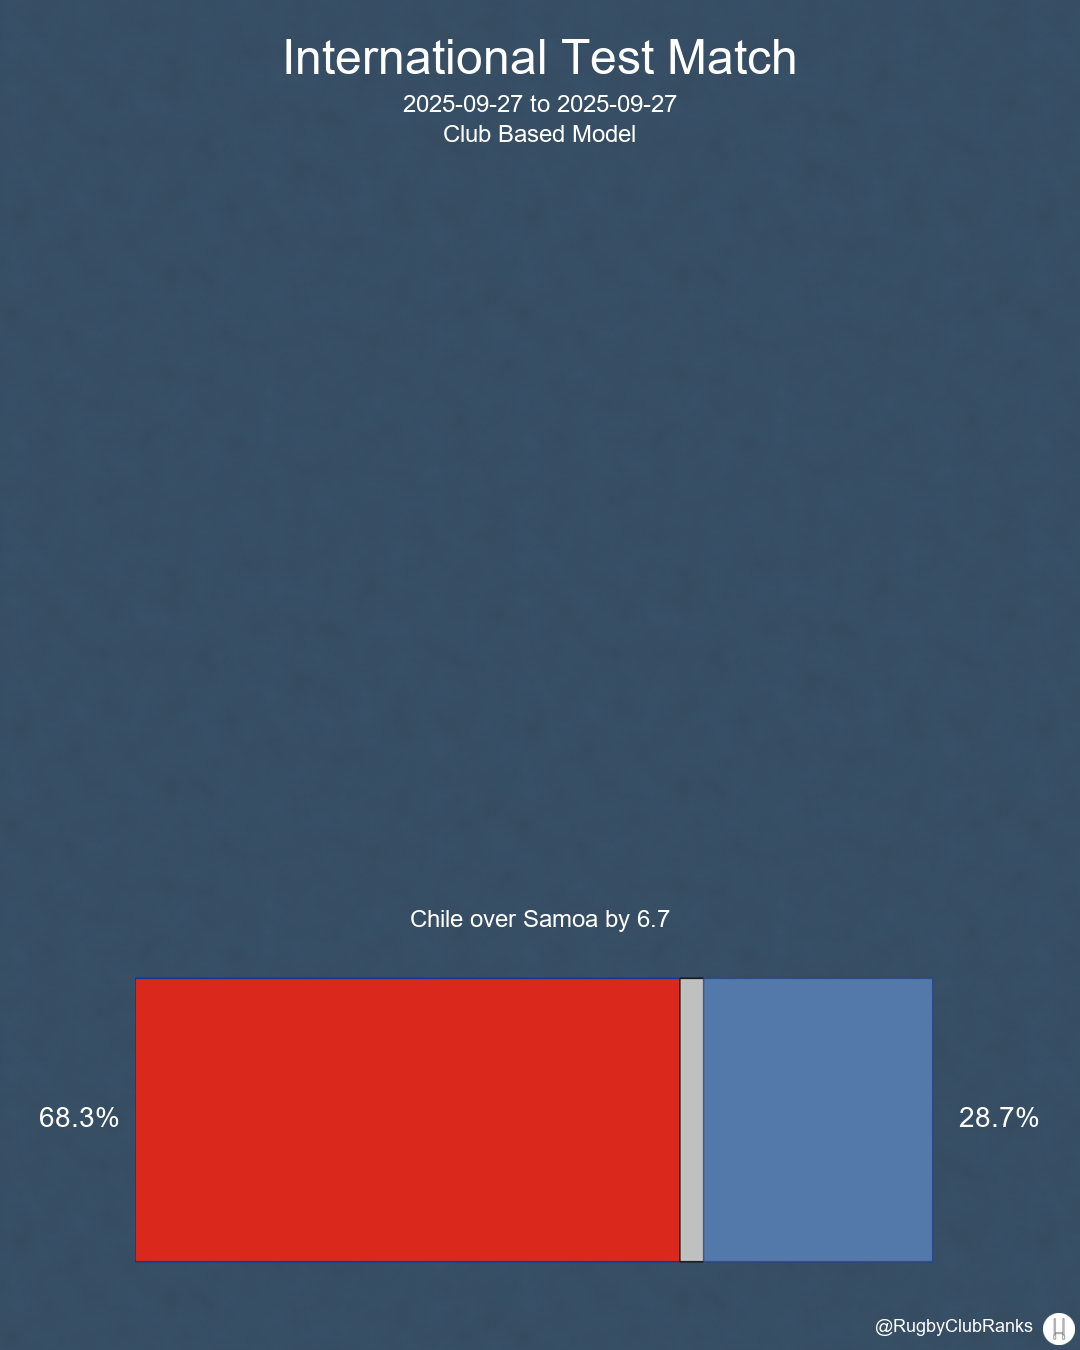 International Test Match
2025-09-27 to 2025-09-27
Club Based Model
Chile over Samoa by 6.7
68.3%
28.7%
@RugbyClubRanks